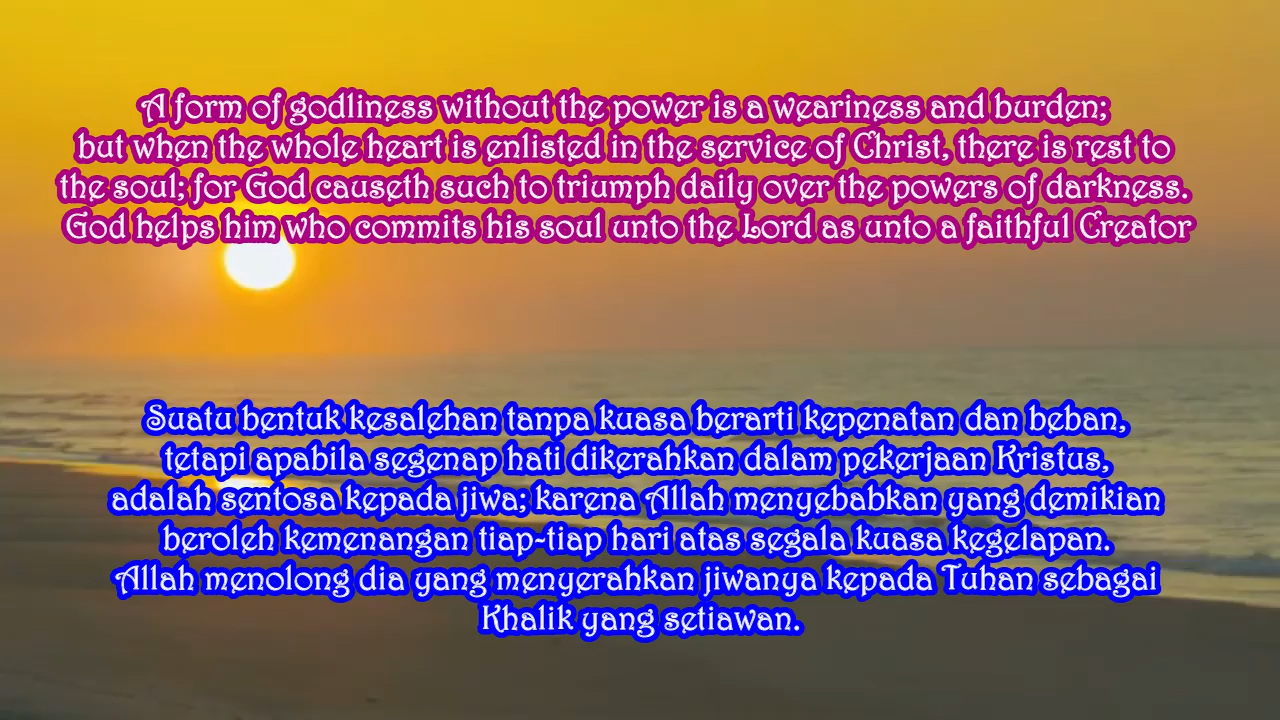 A form of godliness without the power is a weariness and burden;
but when the whole heart is enlisted in the service of Christ, there is rest to
the soul; for God causeth such to triumph daily over the powers of darkness.
God helps him who commits his soul unto the Lord as unto a faithful Creator
Suatu bentuk kesalehan tanpa kuasa berarti kepenatan dan beban,
tetapi apabila segenap hati dikerahkan dalam pekerjaan Kristus,
adalah sentosa kepada jiwa; karena Allah menyebabkan yang demikian
beroleh kemenangan tiap-tiap hari atas segala kuasa kegelapan.
Allah menolong dia yang menyerahkan jiwanya kepada Tuhan sebagai
Khalik yang setiawan.